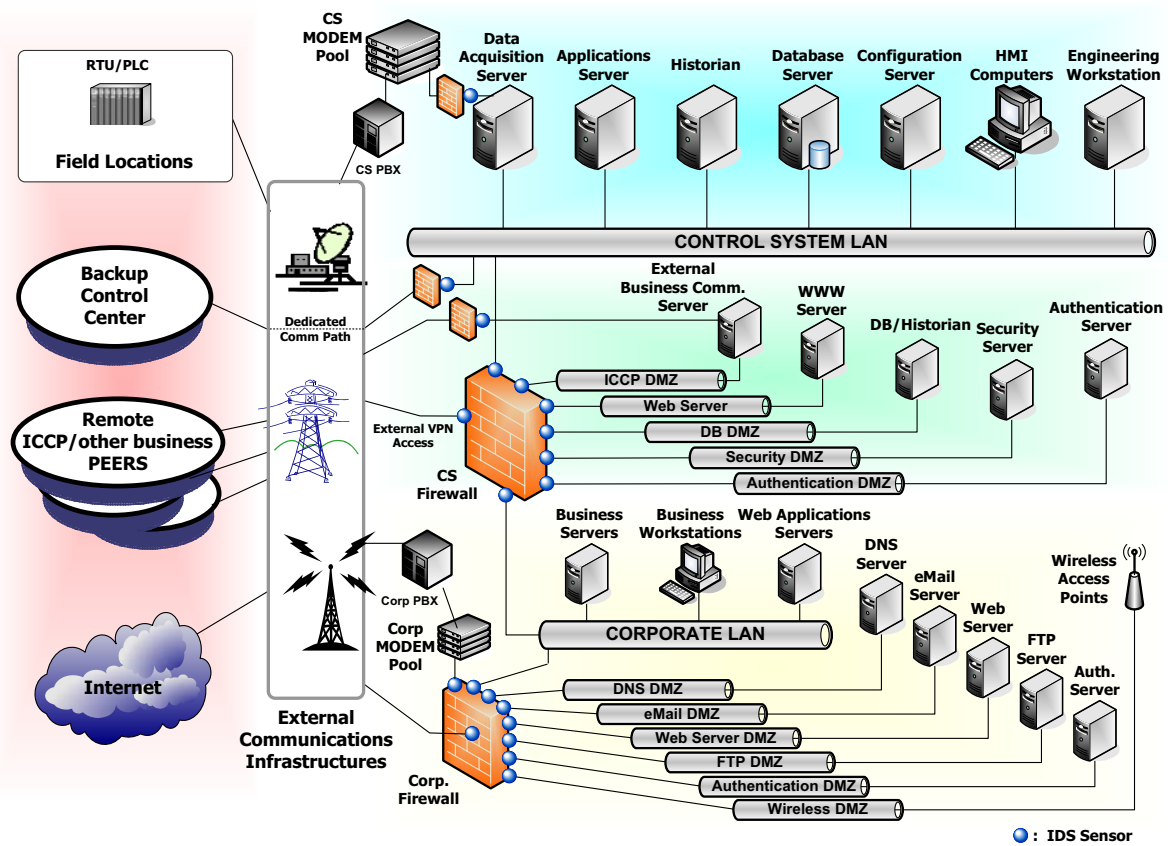 CS
MODEM
Pool
Data
Acquisition
Server
Applications
Server
Historian
Database
Server
Configuration
Server
HMI
Computers
Engineering
Workstation
RTU/PLC
Field Locations
CS PBX
CONTROL SYSTEM LAN
Backup
Control
Center
Dedicated
Comm Path
External
Business Comm.
Server
WWW
Server
DB/Historian
Security
Server
Authentication
Server
ICCP DMZ
Web Server
DB DMZ
Security DMZ
Authentication DMZ
Remote
ICCP/other business
PEERS
External VPN
Access
CS
Firewall
Business
Servers
Business
Workstations
Web Applications
Servers
DNS
Server
eMail
Server
Web
Server
FTP
Server
Auth.
Server
Wireless
Access
Points
Corp PBX
Corp
MODEM
Pool
CORPORATE LAN
Internet
External
Communications
Infrastructures
DNS DMZ
eMail DMZ
Web Server DMZ
FTP DMZ
Authentication DMZ
Wireless DMZ
Corp.
Firewall
: IDS Sensor